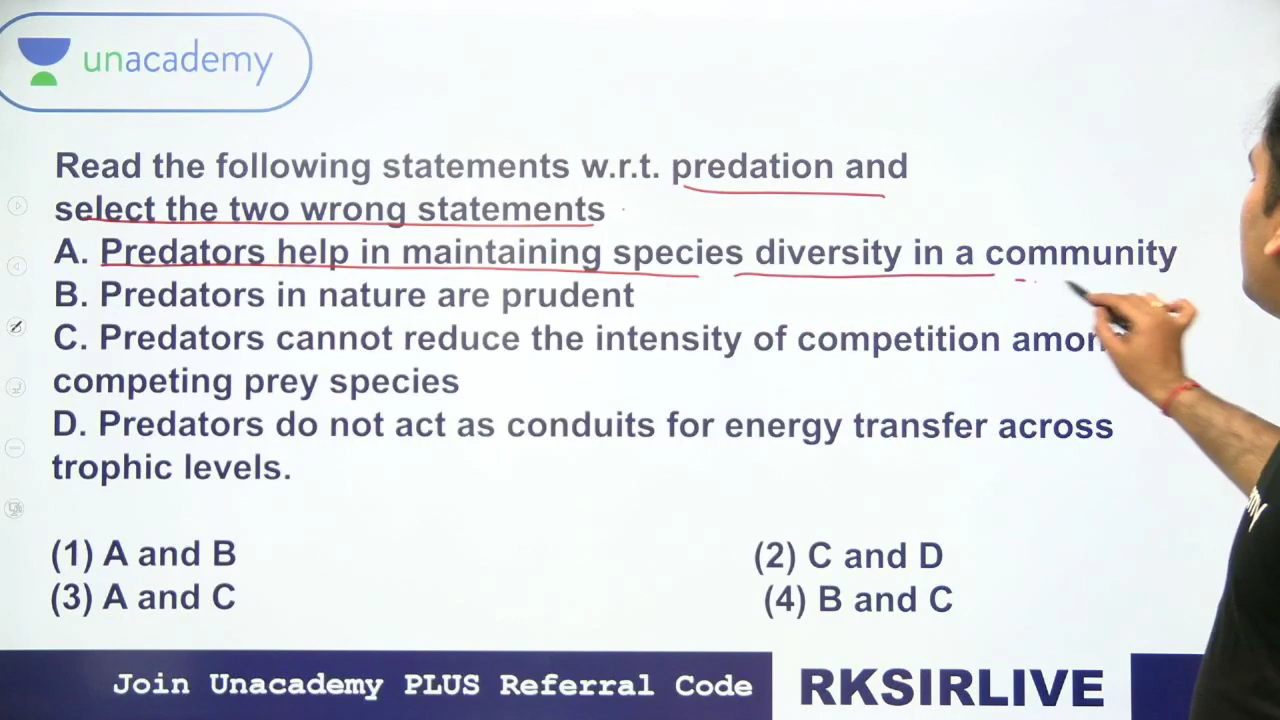 unacademy
Read the following statements w.r.t. predation and
select the two wrong statements
A. Predators help in maintaining species diversity in a community
B. Predators in nature are prudent
C. Predators cannot reduce the intensity of competition
competing prey species
D. Predators do not act as conduits for energy transfer across
trophic levels.
(1) A and B
(2) C and D
(3) A and C
(4) B and C
Join Unacademy PLUS Referral Code
RKSIRLIVE